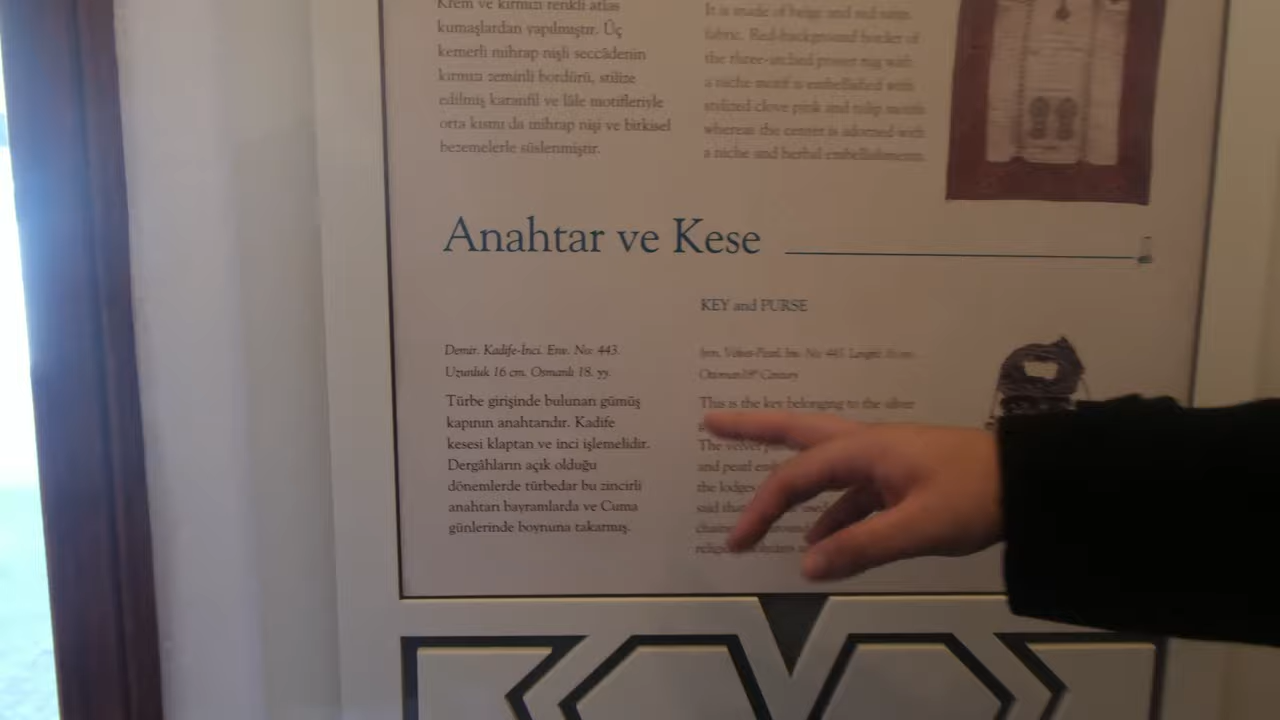 Krem ve kırmızı renkli atlas
kumaşlardan yapılmıştır. Üç
kemerli mihrap nişli seccâdenin
kırmızı zeminli bordürü, stilize
edilmiş karanfil ve lâle motifleriyle
orta kısmı da mihrap nişi ve bitkisel
bezemelerle süslenmiştir.
It is made of beige and red satin
fabric. Red-background border of
the three-arched prayer rug with
a niche motif is embellished with
stylized clove pink and tulip motifs
whereas the center is adorned with
a niche and herbal embellishments.
Anahtar ve Kese
Demir. Kadife-İnci. Env. No: 443.
Uzunluk 16 cm. Osmanlı 18. yy.
Türbe girişinde bulunan gümüş
kapının anahtarıdır. Kadife
kesesi klaptan ve inci işlemelidir.
Dergâhların açık olduğu
dönemlerde türbedar bu zincirli
anahtarı bayramlarda ve Cuma
günlerinde boynuna takarmış.
KEY and PURSE
Velvet-Pearl. Inv. No: 443. Lenght 16 cm.
Ottoman 18th Century
This is the key belonging to the silver
The velvet
and pearl
the lodges
said that used